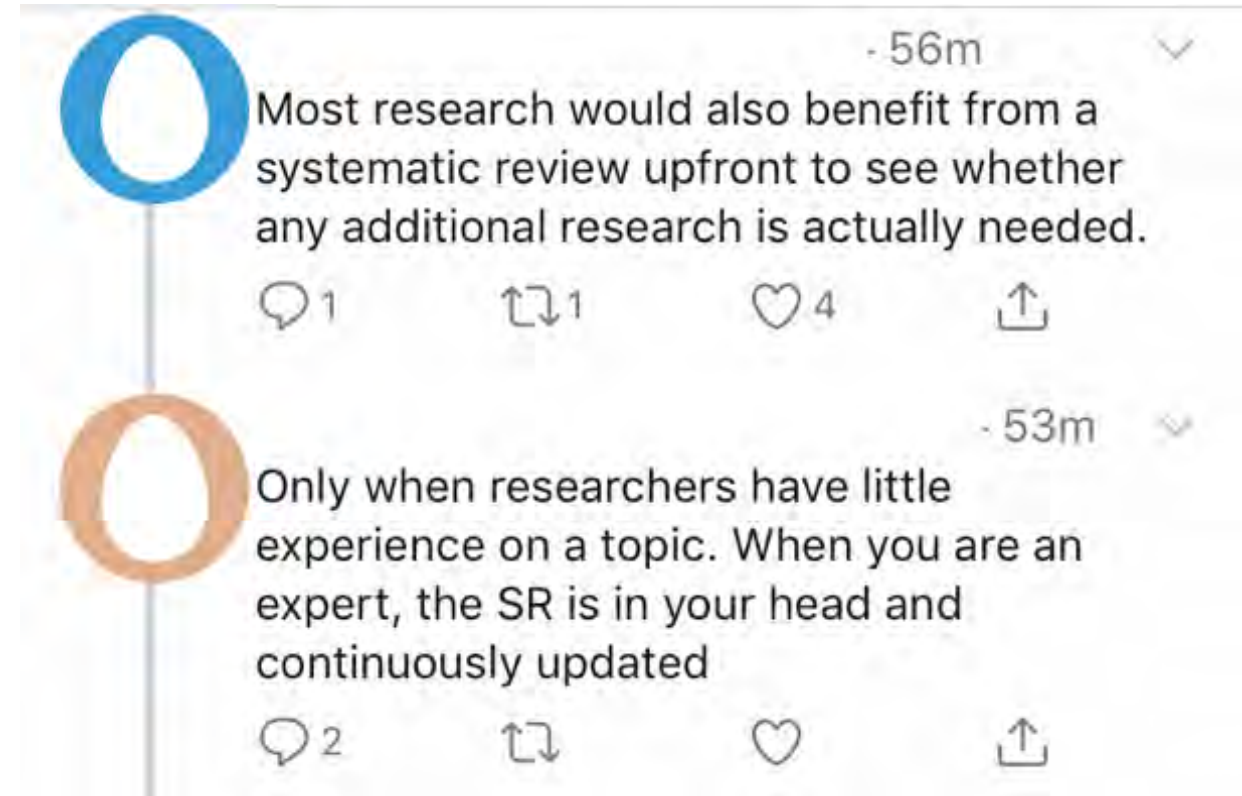 · 56m
Most research would also benefit from a
systematic review upfront to see whether
any additional research is actually needed.
1 1 4
· 53m
Only when researchers have little
experience on a topic. When you are an
expert, the SR is in your head and
continuously updated
2